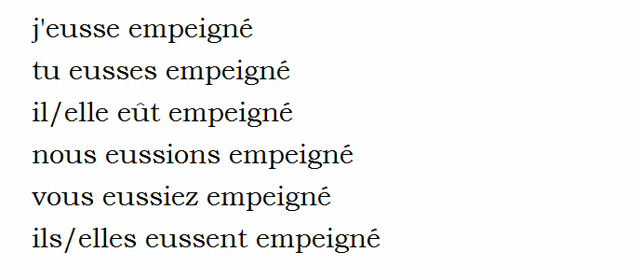 j'eusse empeigné
tu eusses empeigné
il/elle eût empeigné
nous eussions empeigné
vous eussiez empeigné
ils/elles eussent empeigné